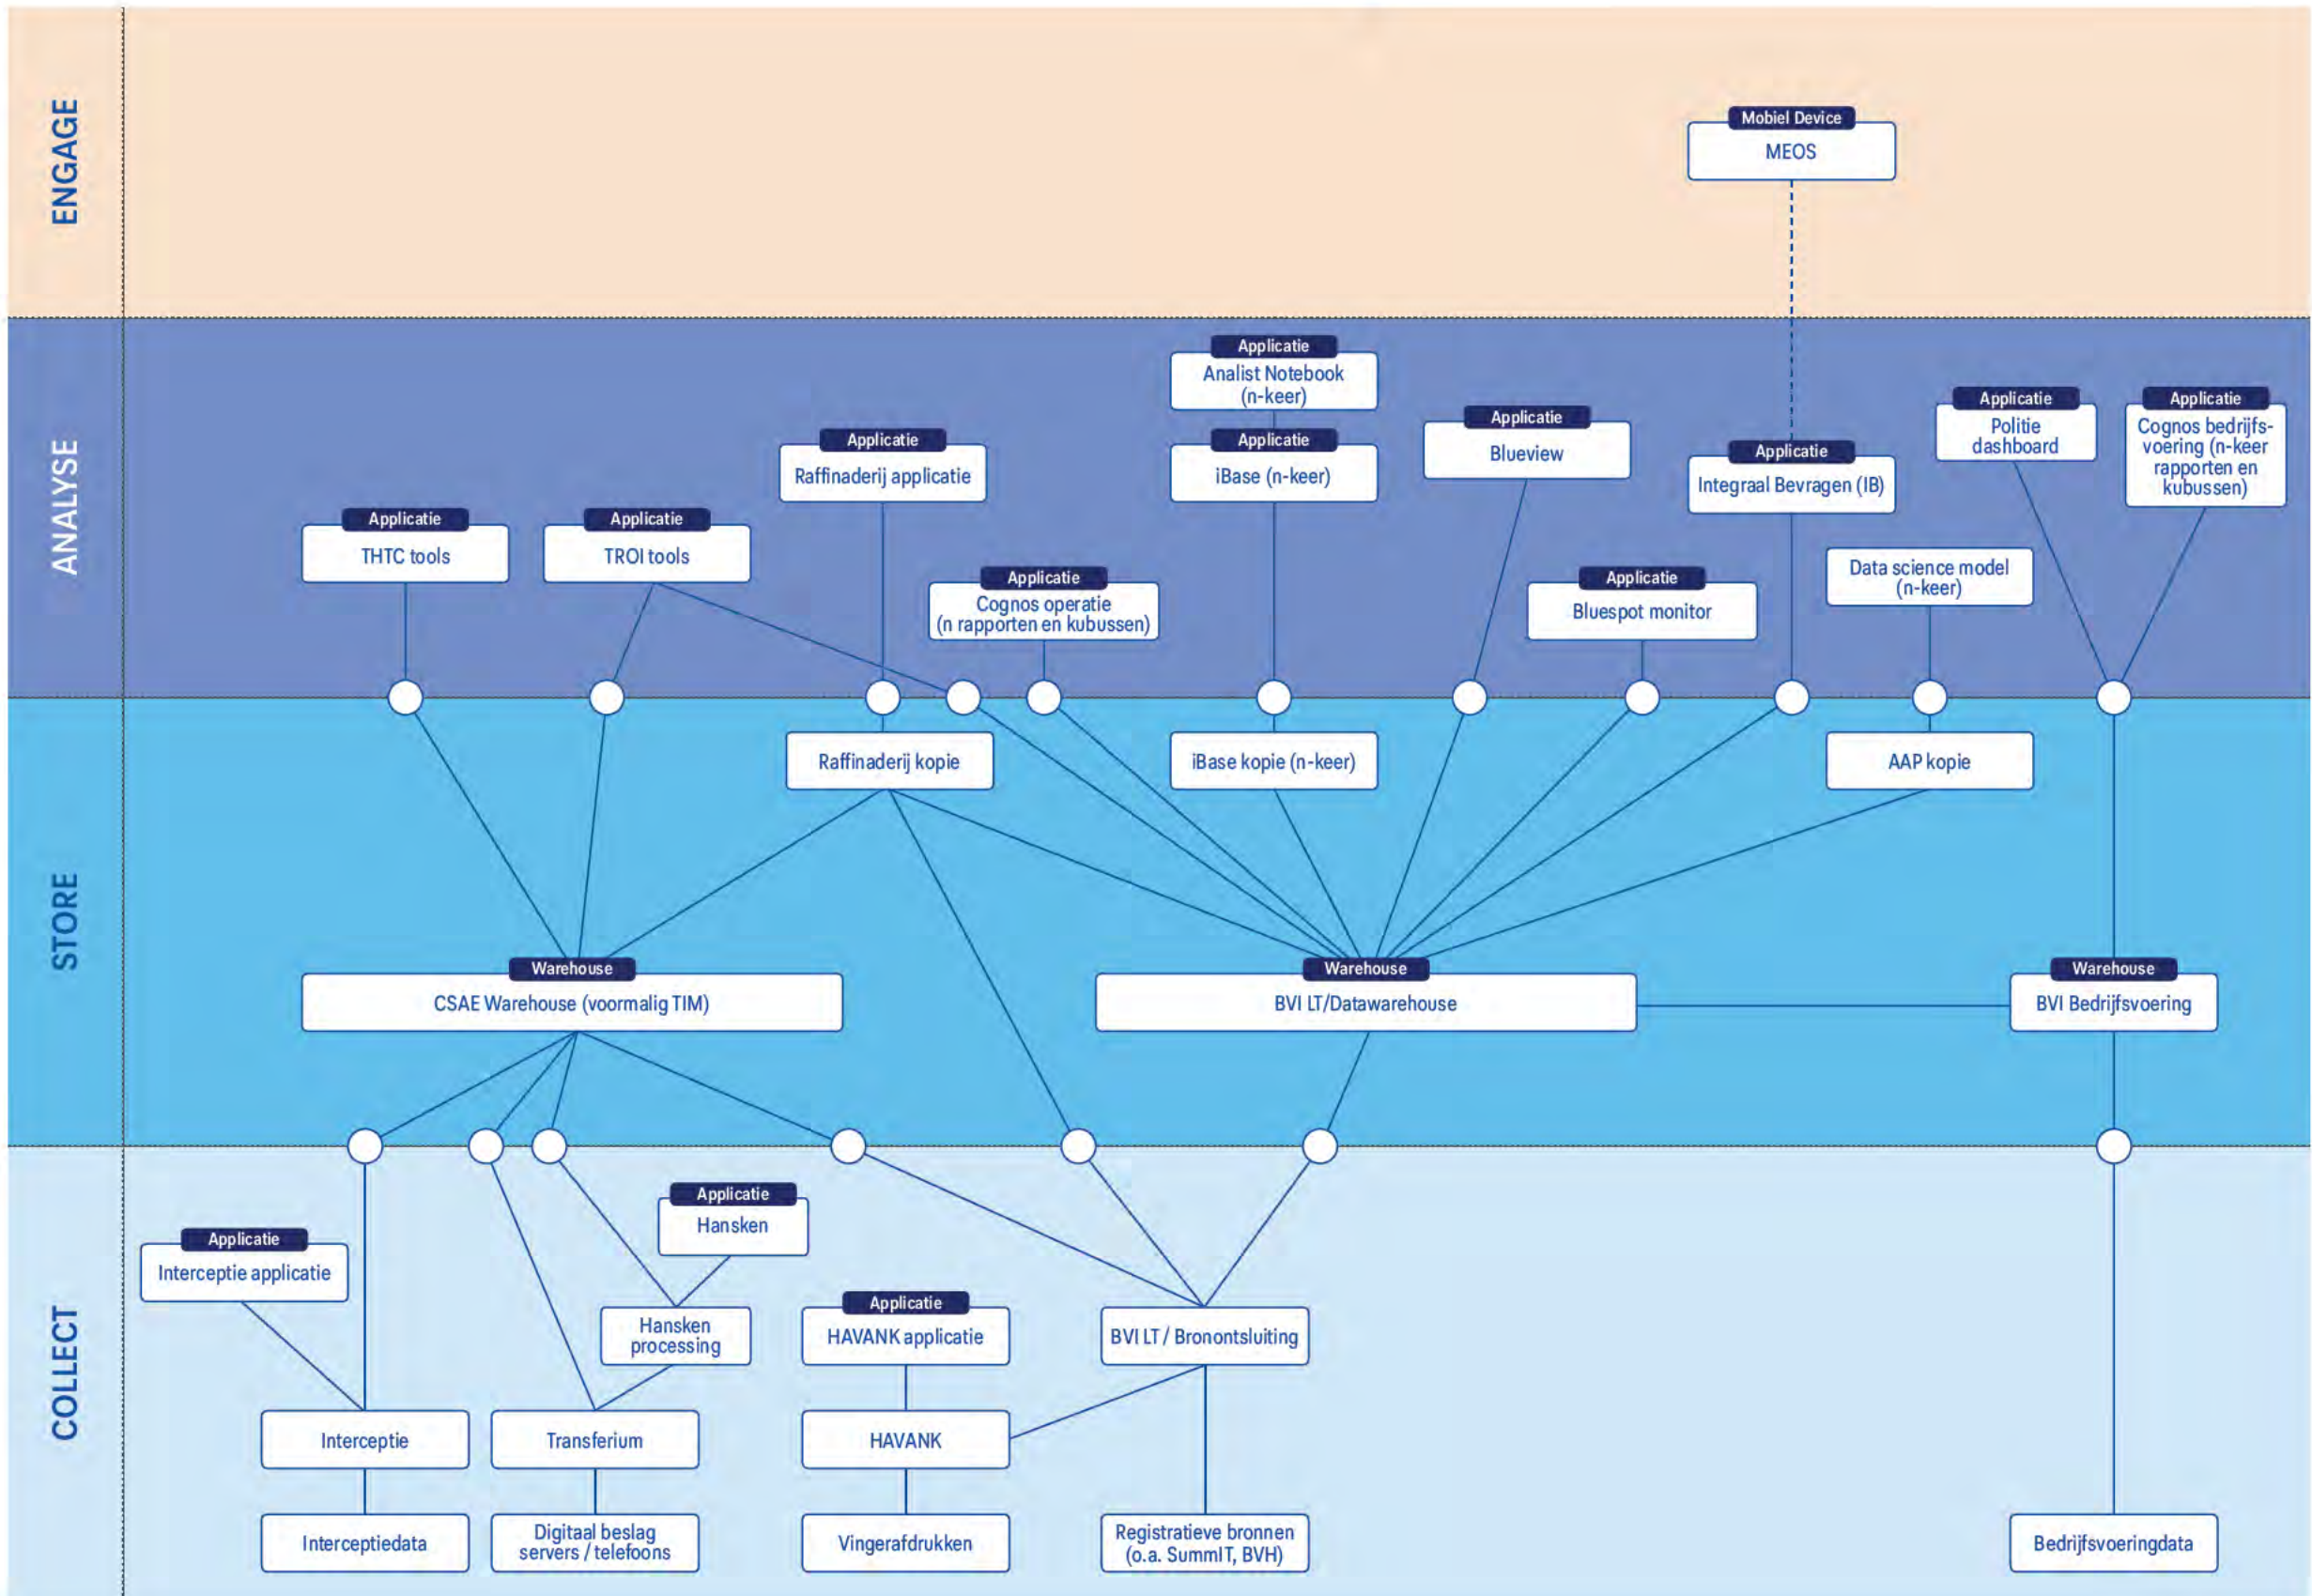 ENGAGE
Mobiel Device
MEOS
ANALYSE
Applicatie
Analist Notebook
(n-keer)
Applicatie
iBase (n-keer)
Applicatie
Raffinaderij applicatie
Applicatie
THTC tools
Applicatie
TROI tools
Applicatie
Cognos operatie
(n rapporten en kubussen)
Applicatie
Blueview
Applicatie
Bluespot monitor
Applicatie
Integraal Bevragen (IB)
Data science model
(n-keer)
Applicatie
Politie
dashboard
Applicatie
Cognos bedrijfs-
voering (n-keer
rapporten en
kubussen)
STORE
Raffinaderij kopie
iBase kopie (n-keer)
AAP kopie
Warehouse
CSAE Warehouse (voormalig TIM)
Warehouse
BVI LT/Datawarehouse
Warehouse
BVI Bedrijfsvoering
COLLECT
Applicatie
Interceptie applicatie
Applicatie
Hansken
Hansken
processing
Applicatie
HAVANK applicatie
BVI LT / Bronontsluiting
Interceptie
Transferium
HAVANK
Interceptiedata
Digitaal beslag
servers / telefoons
Vingerafdrukken
Registratieve bronnen
(o.a. SummIT, BVH)
Bedrijfsvoeringdata